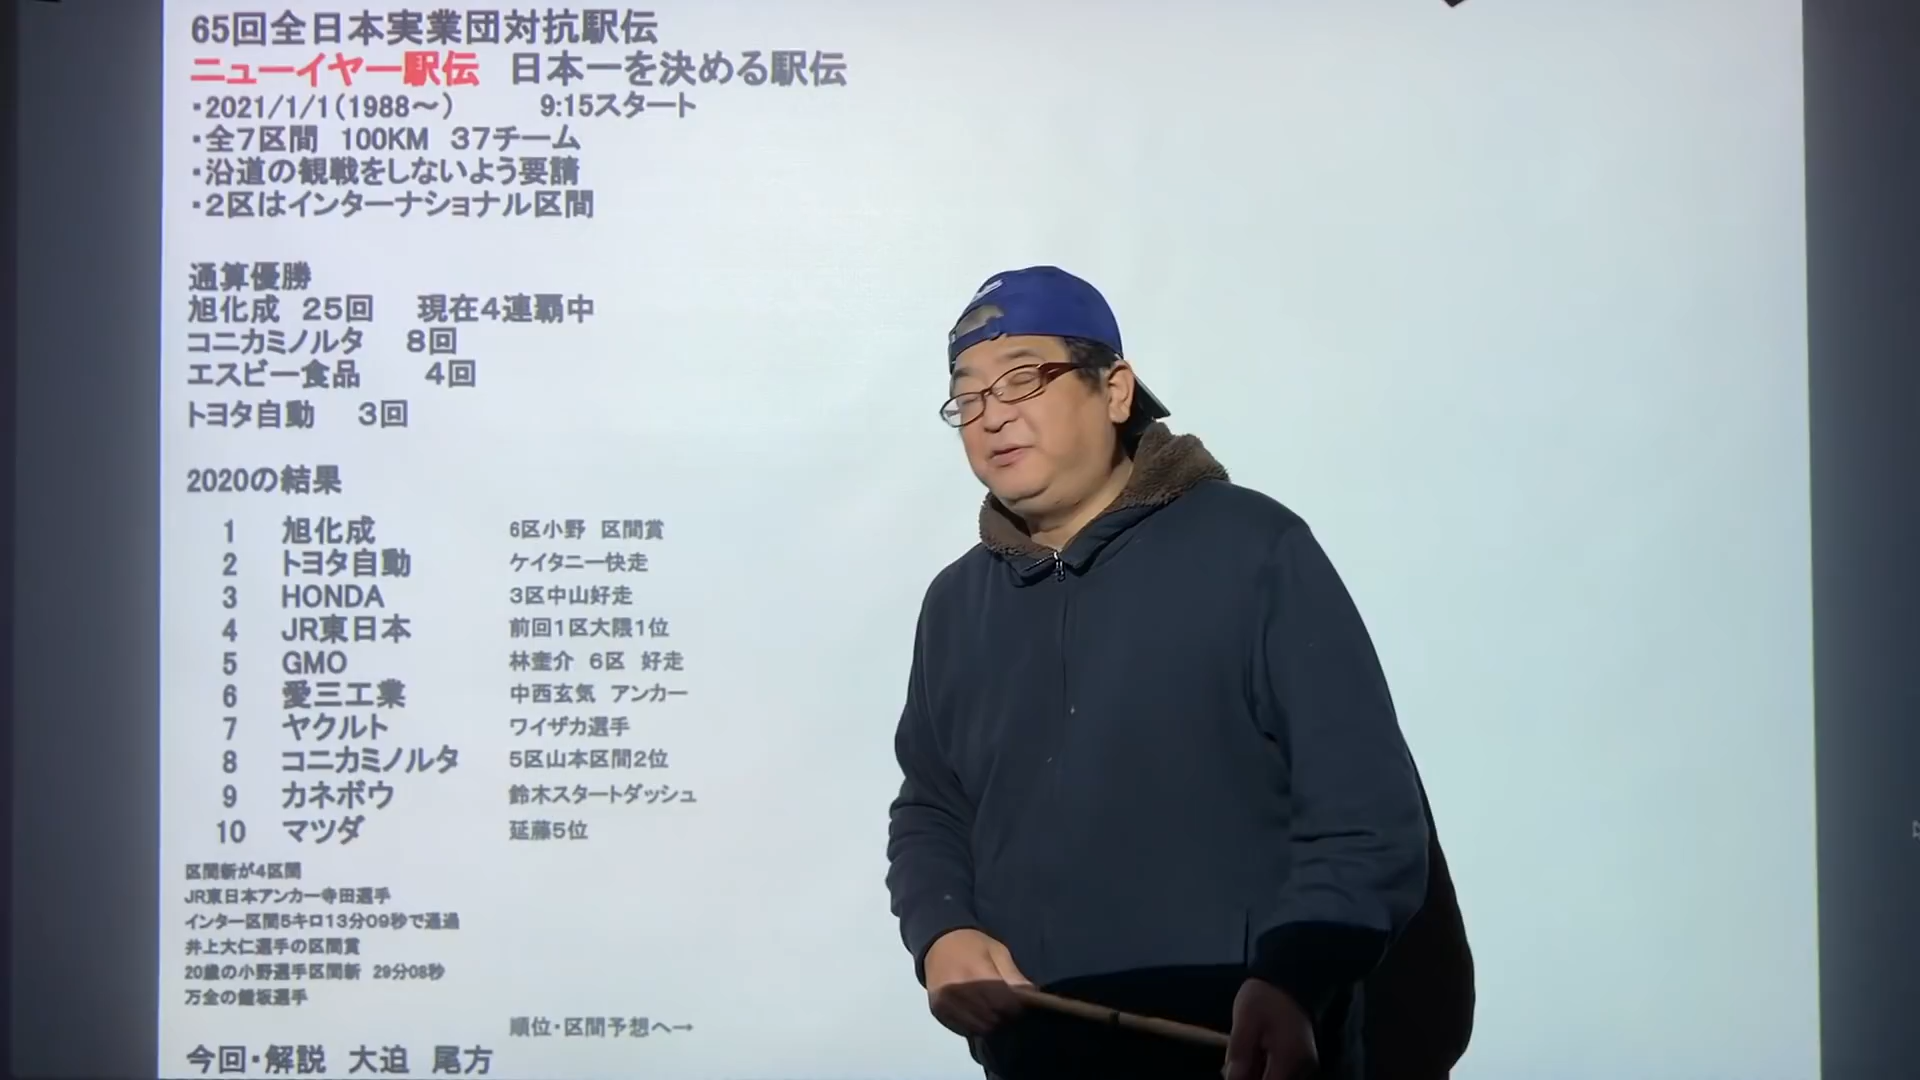 65回全日本実業団対抗駅伝
ニューイヤー駅伝 日本一を決める駅伝
・2021/1/1(1988～) 9:15スタート
・全7区間 100KM 37チーム
・沿道の観戦をしないよう要請
・2区はインターナショナル区間
通算優勝
旭化成 25回 現在4連覇中
コニカミノルタ 8回
エスビー食品 4回
トヨタ自動 3回
2020の結果
1 旭化成 6区小野 区間賞
2 トヨタ自動 ケイタニー快走
3 HONDA 3区中山好走
4 JR東日本 前回1区大隈1位
5 GMO 林奎介 6区 好走
6 愛三工業 中西玄気 アンカー
7 ヤクルト ワイザカ選手
8 コニカミノルタ 5区山本区間2位
9 カネボウ 鈴木スタートダッシュ
10 マツダ 延藤5位
区間新が4区間
JR東日本アンカー寺田選手
インター区間5キロ13分09秒で通過
井上大仁選手の区間賞
20歳の小野選手区間新 29分08秒
万全の鎧坂選手
順位・区間予想へ→
今回・解説 大迫 尾方